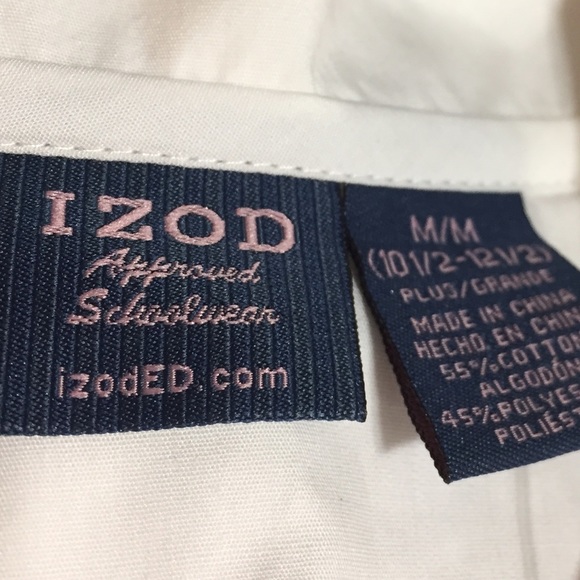 IZOD
Approved
Schoolwear
izodED.com
M/M
(10 1/2-12 1/2)
PLUS/GRANDE
MADE IN CHINA
HECHO EN CHIN
55% COTTON
ALGODÓN
45% POLYES
POLIÉST